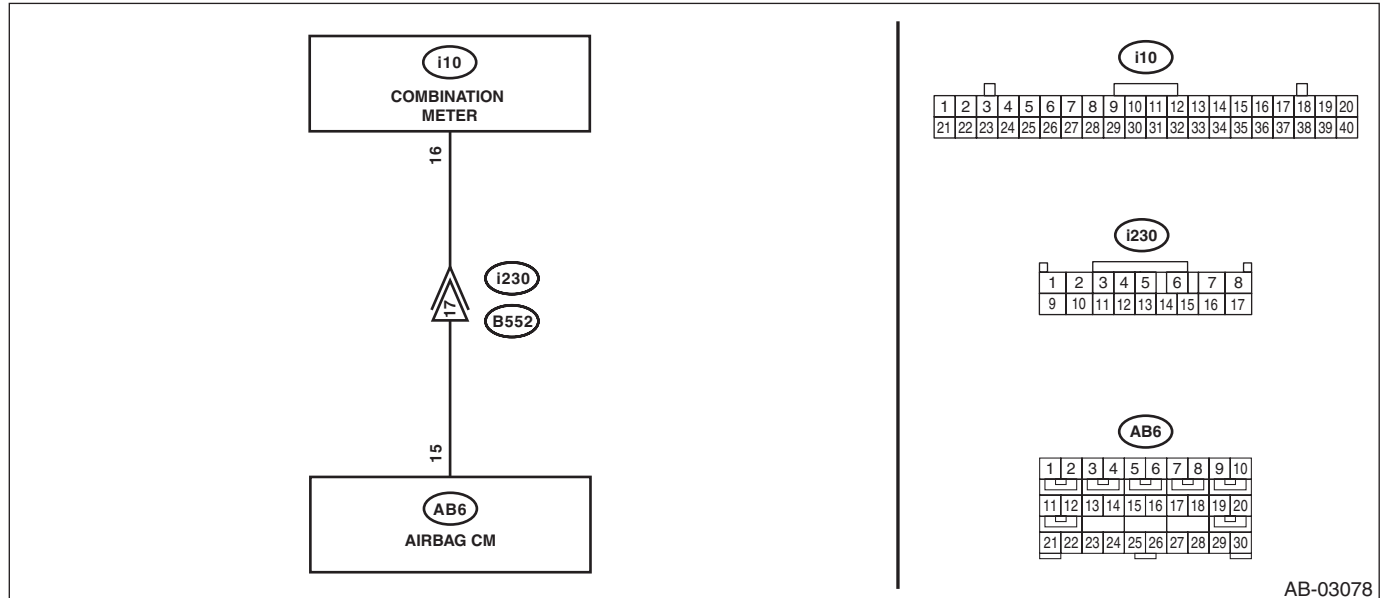 i10
COMBINATION
METER
16
i230
17
B552
15
AB6
AIRBAG CM
i10
1 2 3 4 5 6 7 8 9 10 11 12 13 14 15 16 17 18 19 20
21 22 23 24 25 26 27 28 29 30 31 32 33 34 35 36 37 38 39 40
i230
1 2 3 4 5 6 7 8
9 10 11 12 13 14 15 16 17
AB6
1 2 3 4 5 6 7 8 9 10
11 12 13 14 15 16 17 18 19 20
21 22 23 24 25 26 27 28 29 30
AB-03078